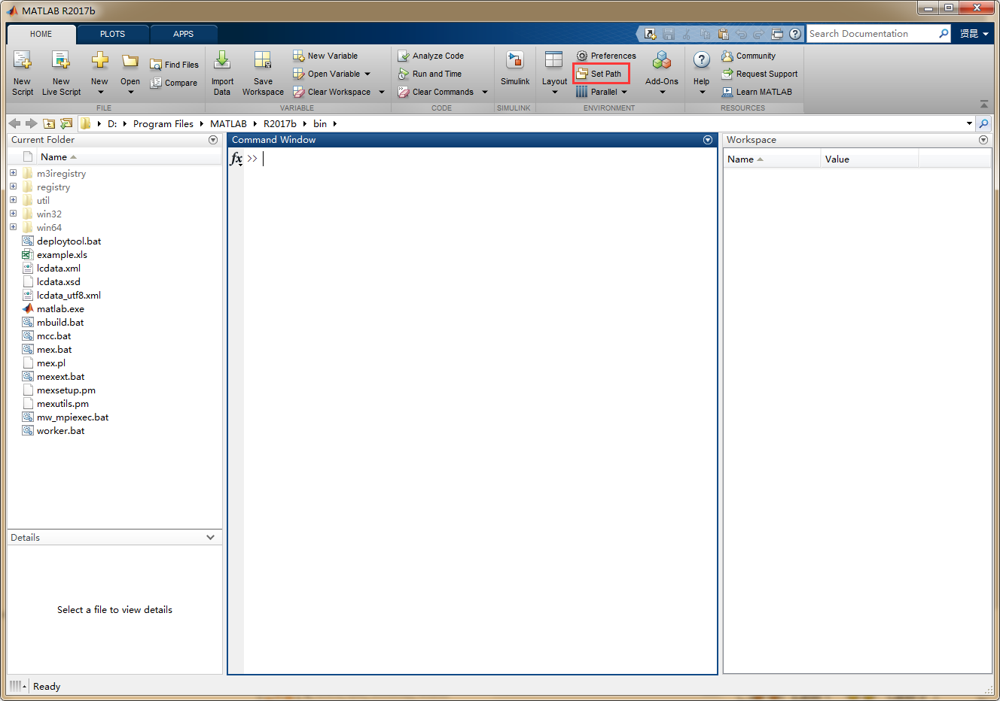 MATLAB R2017b
HOME PLOTS APPS
Search Documentation
贤昆
New Script
New Live Script
New
Open
Find Files
Compare
FILE
Import Data
Save Workspace
New Variable
Open Variable
Clear Workspace
VARIABLE
Analyze Code
Run and Time
Clear Commands
CODE
Simulink
SIMULINK
Layout
Preferences
Set Path
Parallel
Add-Ons
ENVIRONMENT
Help
Community
Request Support
Learn MATLAB
RESOURCES
D: Program Files MATLAB R2017b bin
Current Folder
Name
m3iregistry
registry
util
win32
win64
deploytool.bat
example.xls
lcdata.xml
lcdata.xsd
lcdata_utf8.xml
matlab.exe
mbuild.bat
mcc.bat
mex.bat
mex.pl
mexext.bat
mexsetup.pm
mexutils.pm
mw_mpiexec.bat
worker.bat
Details
Select a file to view details
Command Window
fx >>
Workspace
Name Value
Ready